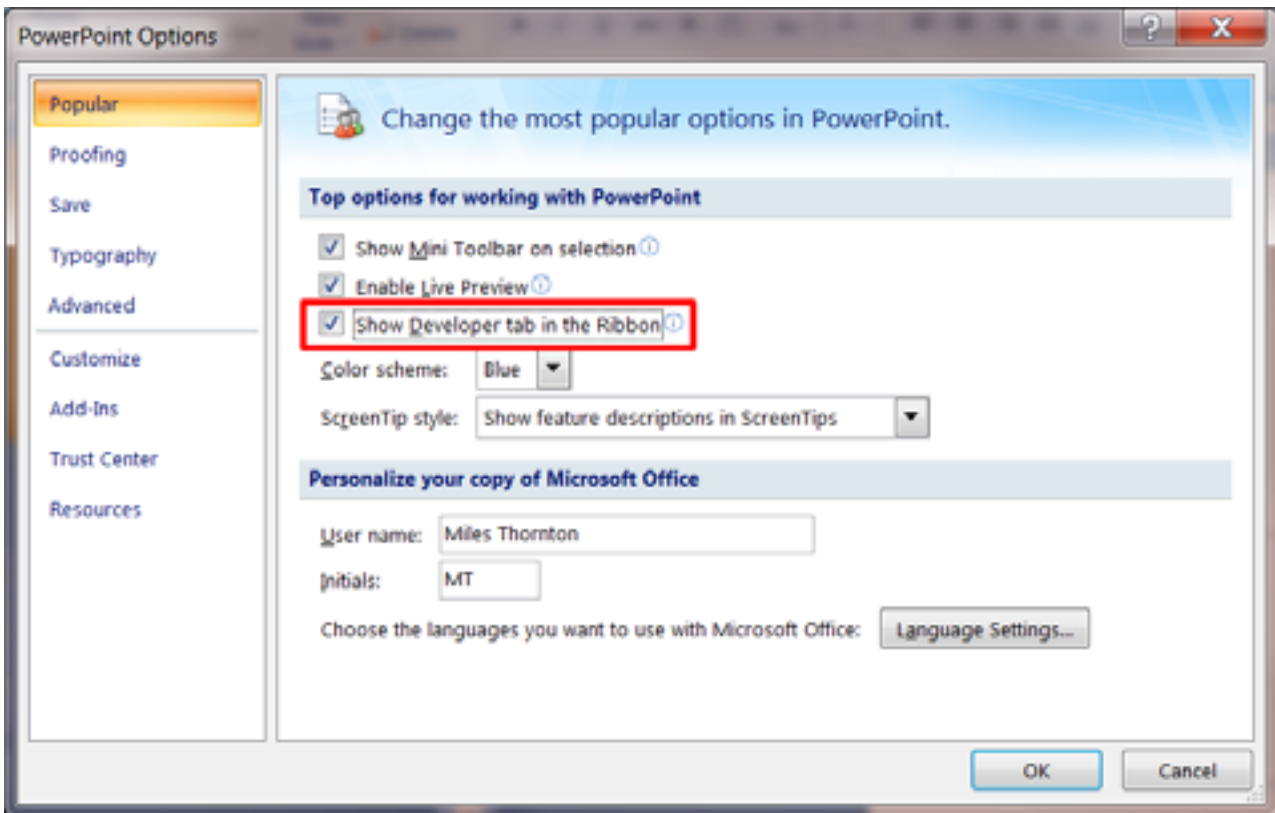 PowerPoint Options
Popular
Proofing
Save
Typography
Advanced
Customize
Add-Ins
Trust Center
Resources
Change the most popular options in PowerPoint.
Top options for working with PowerPoint
Show Mini Toolbar on selection
Enable Live Preview
Show Developer tab in the Ribbon
Color scheme: Blue
ScreenTip style: Show feature descriptions in ScreenTips
Personalize your copy of Microsoft Office
User name: Miles Thornton
Initials: MT
Choose the languages you want to use with Microsoft Office: Language Settings...
OK Cancel